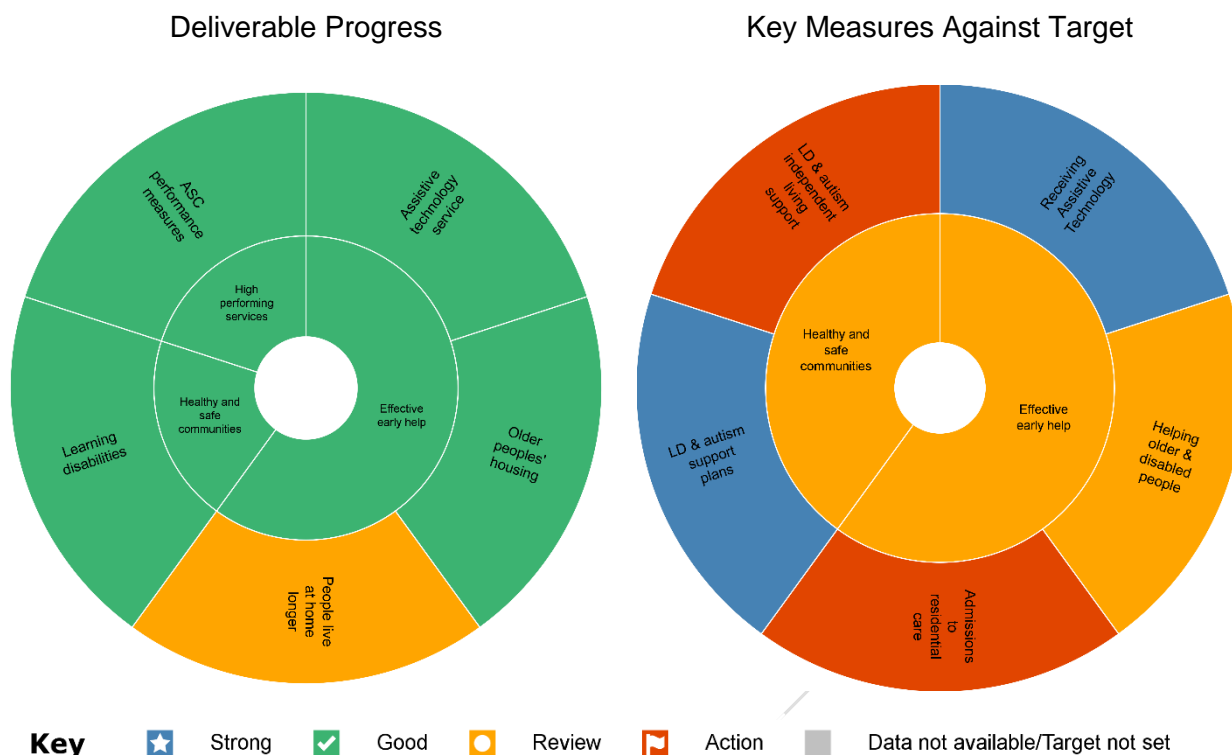 Deliverable Progress
Key Measures Against Target
ASC
performance
measures
Assistive
technology
service
High
performing
services
Healthy and
safe
communities
Effective
early help
Learning
disabilities
Older
peoples'
housing
People live
at home
longer
LD & autism
independent
living
support
Receiving
Assistive
Technology
Healthy and
safe
communities
Effective
early help
LD & autism
support
plans
Helping
older &
disabled
people
Admissions
to
residential
care
Key Strong Good Review Action Data not available/Target not set